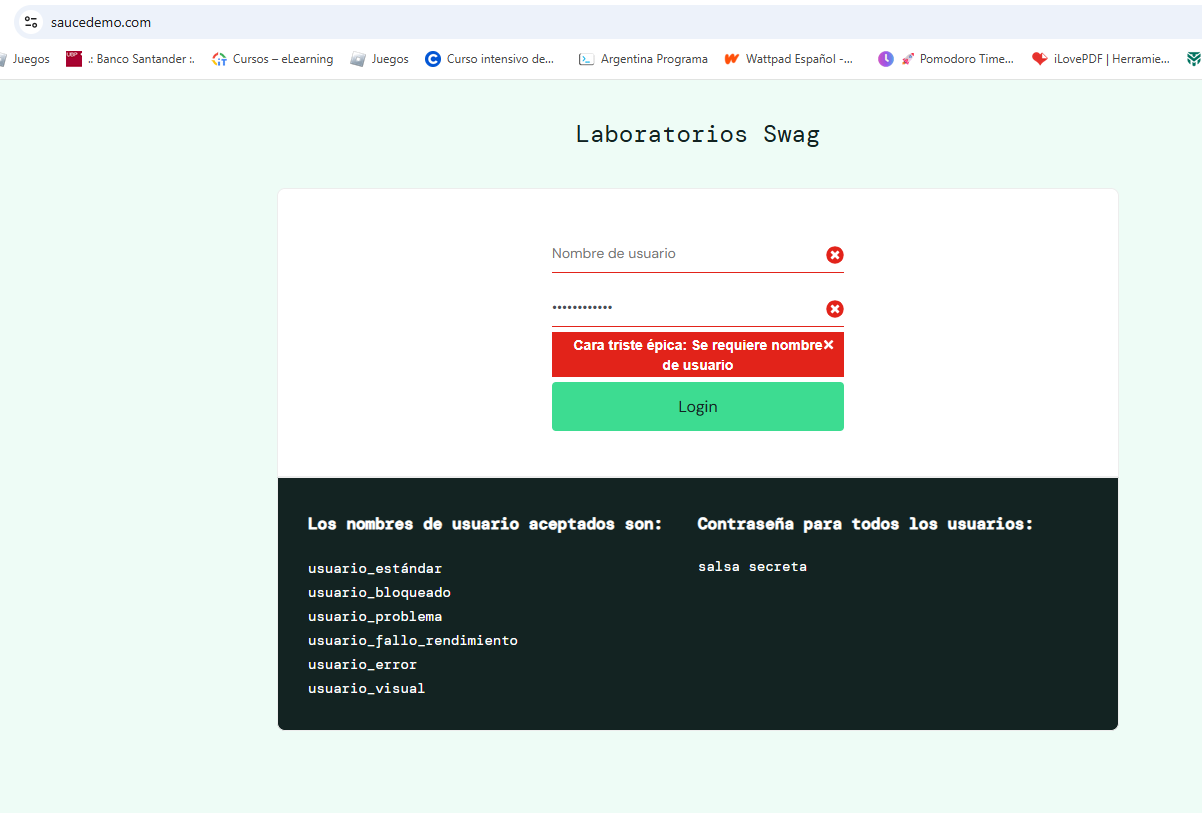 saucedemo.com
Juegos
.: Banco Santander :.
Cursos – eLearning
Juegos
Curso intensivo de...
Argentina Programa
Wattpad Español -...
Pomodoro Time...
iLovePDF | Herramie...
Laboratorios Swag
Nombre de usuario
••••••••••••
Cara triste épica: Se requiere nombre
de usuario
Login
Los nombres de usuario aceptados son:
usuario_estándar
usuario_bloqueado
usuario_problema
usuario_fallo_rendimiento
usuario_error
usuario_visual
Contraseña para todos los usuarios:
salsa secreta